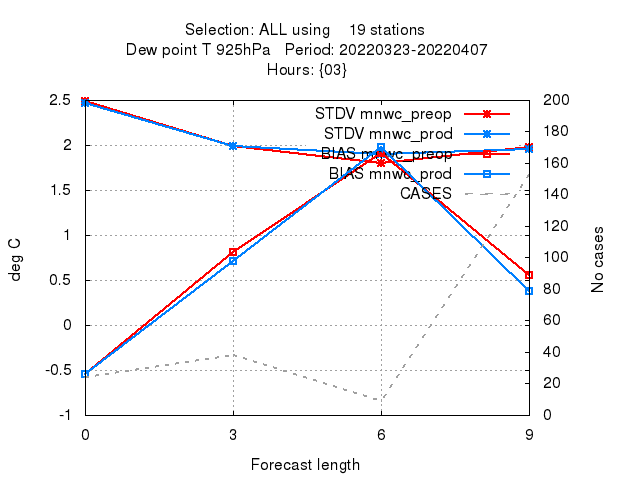 Selection: ALL using 19 stations
Dew point T 925hPa Period: 20220323-20220407
Hours: {03}
STDV mnwc_preop
STDV mnwc_prod
BIAS mnwc_preop
BIAS mnwc_prod
CASES
2.5
2
1.5
1
0.5
0
-0.5
-1
200
180
160
140
120
100
80
60
40
20
0
deg C
No cases
0 3 6 9
Forecast length